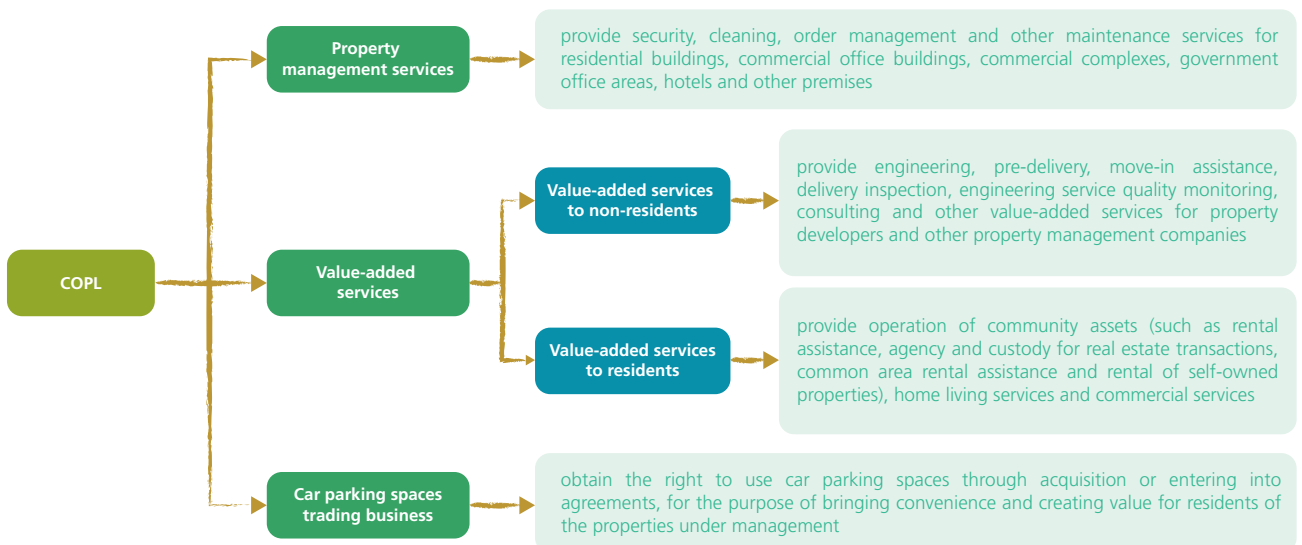 Property
management services
provide security, cleaning, order management and other maintenance services for
residential buildings, commercial office buildings, commercial complexes, government
office areas, hotels and other premises
COPL
Value-added
services
Value-added services
to non-residents
provide engineering, pre-delivery, move-in assistance,
delivery inspection, engineering service quality monitoring,
consulting and other value-added services for property
developers and other property management companies
Value-added services
to residents
provide operation of community assets (such as rental
assistance, agency and custody for real estate transactions,
common area rental assistance and rental of self-owned
properties), home living services and commercial services
Car parking spaces
trading business
obtain the right to use car parking spaces through acquisition or entering into
agreements, for the purpose of bringing convenience and creating value for residents of
the properties under management